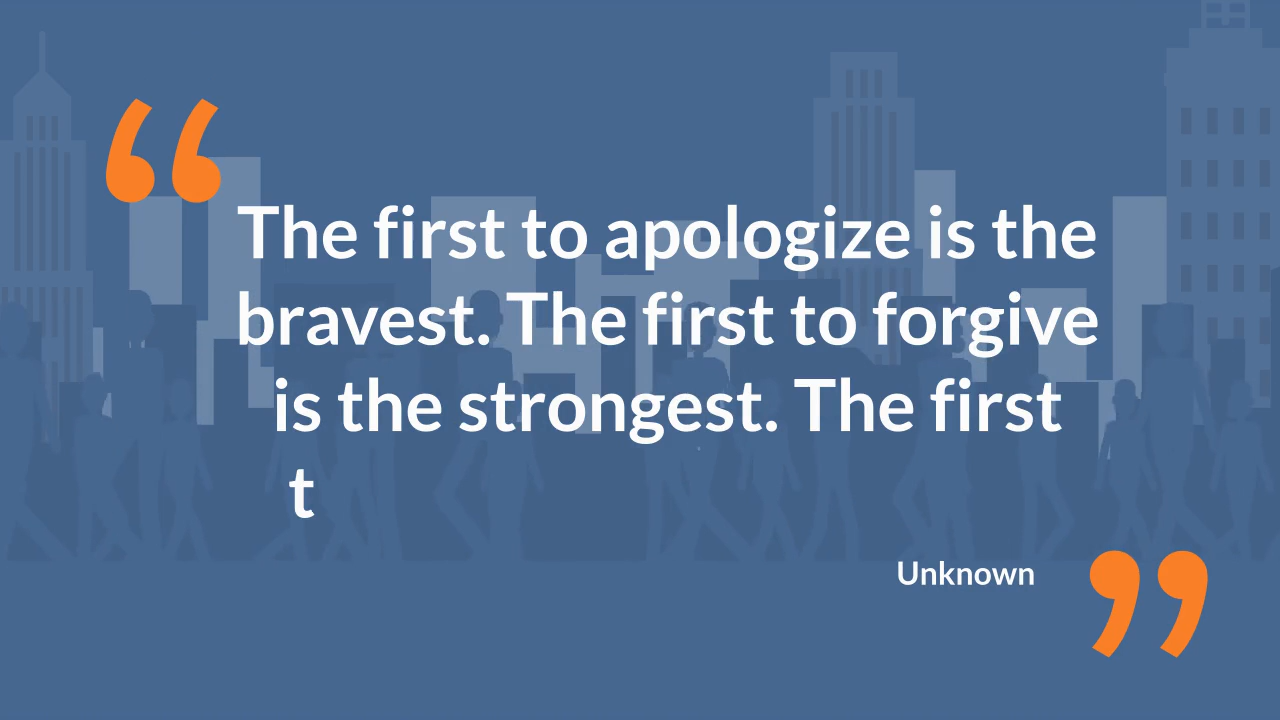 “
The first to apologize is the
bravest. The first to forgive
is the strongest. The first
t
Unknown
”